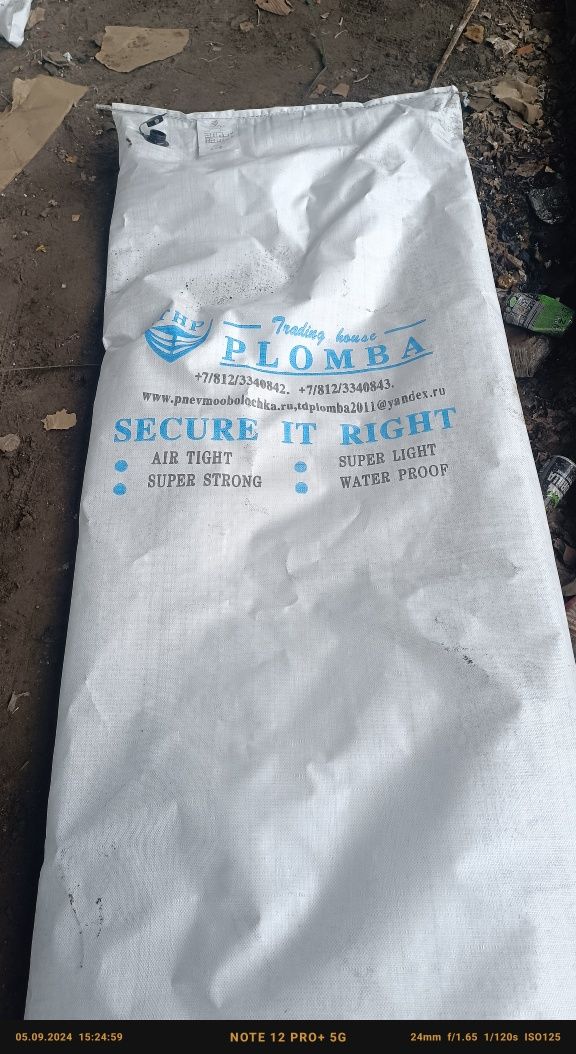 THP
Trading house
PLOMBA
+7/812/3340842. +7/812/3340843.
www.pnevmoobolochka.ru,tdplomba2011@yandex.ru
SECURE IT RIGHT
AIR TIGHT SUPER LIGHT
SUPER STRONG WATER PROOF
05.09.2024 15:24:59 NOTE 12 PRO+ 5G 24mm f/1.65 1/120s ISO125